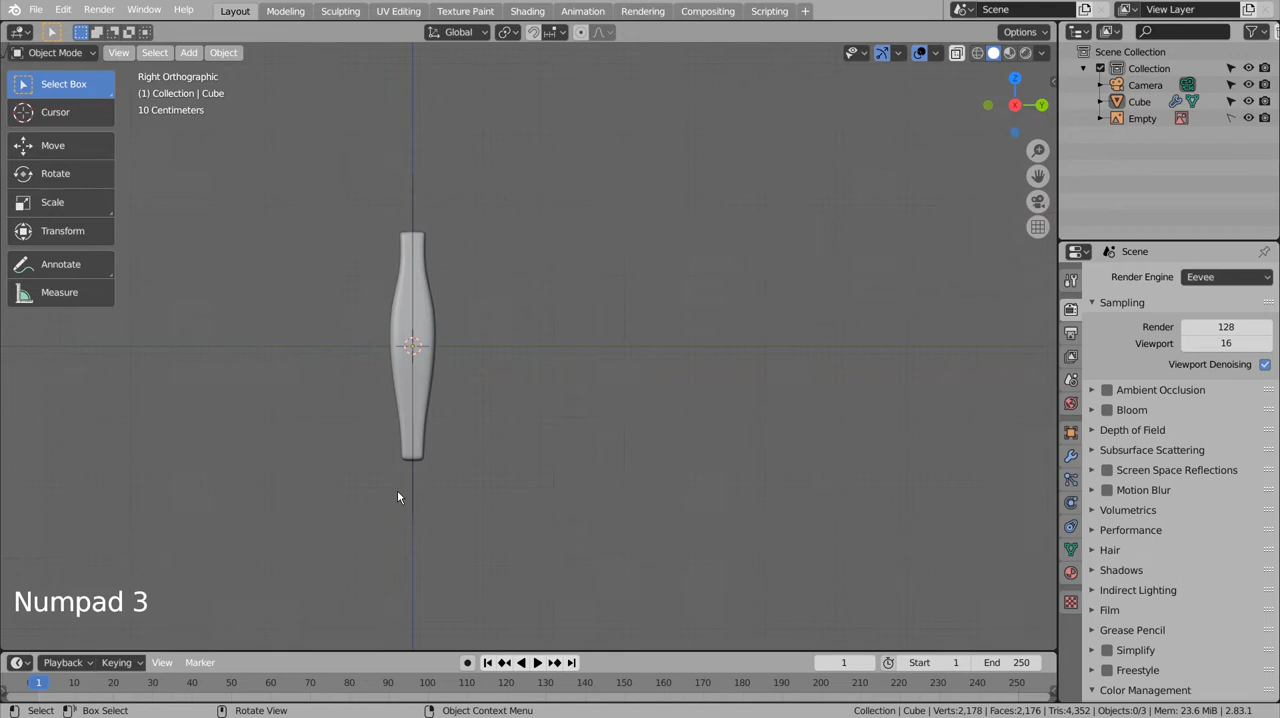 File Edit Render Window Help Layout Modeling Sculpting UV Editing Texture Paint Shading Animation Rendering Compositing Scripting + Scene View Layer
Global Options
Object Mode View Select Add Object
Select Box
Cursor
Move
Rotate
Scale
Transform
Annotate
Measure
Right Orthographic
(1) Collection | Cube
10 Centimeters
Z
Y
X
Numpad 3
Scene Collection
Collection
Camera
Cube
Empty
Scene
Render Engine Eevee
Sampling
Render 128
Viewport 16
Viewport Denoising
Ambient Occlusion
Bloom
Depth of Field
Subsurface Scattering
Screen Space Reflections
Motion Blur
Volumetrics
Performance
Hair
Shadows
Indirect Lighting
Film
Grease Pencil
Simplify
Freestyle
Color Management
Playback Keying View Marker 1 Start 1 End 250
1 10 20 30 40 50 60 70 80 90 100 110 120 130 140 150 160 170 180 190 200 210 220 230 240 250
Select Box Select Rotate View Object Context Menu Collection | Cube | Verts:2,178 | Faces:2,176 | Tris:4,352 | Objects:0/3 | Mem: 23.6 MiB | 2.83.1